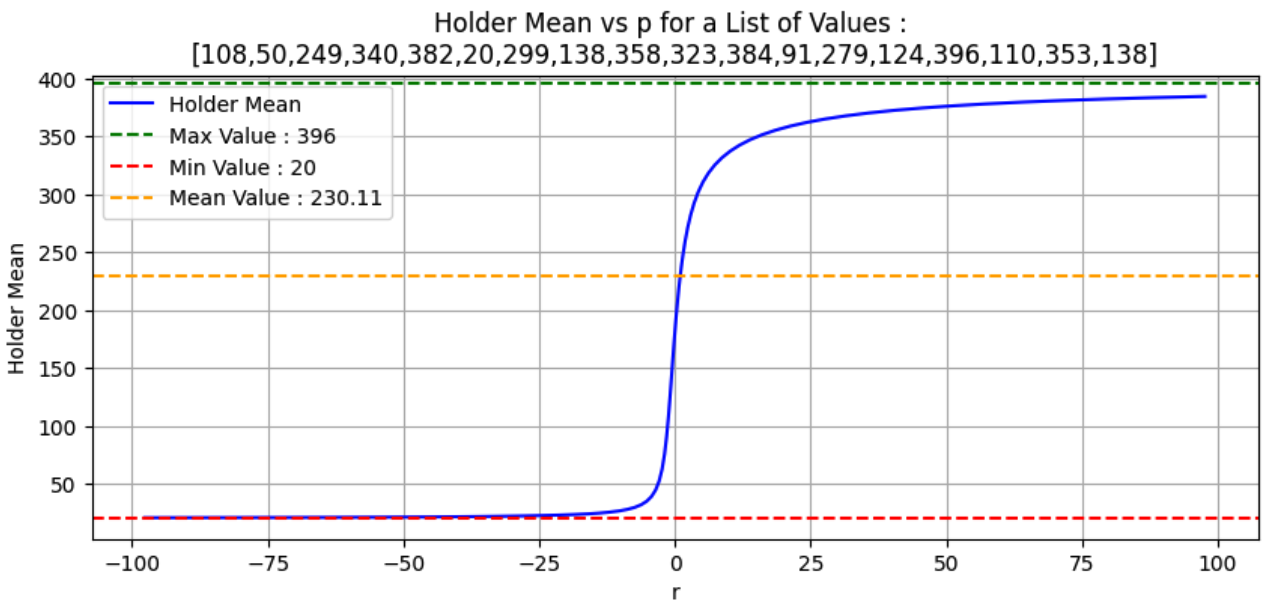 Holder Mean vs p for a List of Values :
[108,50,249,340,382,20,299,138,358,323,384,91,279,124,396,110,353,138]
400
350
300
250
200
150
100
50
Holder Mean
Holder Mean
Max Value : 396
Min Value : 20
Mean Value : 230.11
−100
−75
−50
−25
0
25
50
75
100
r